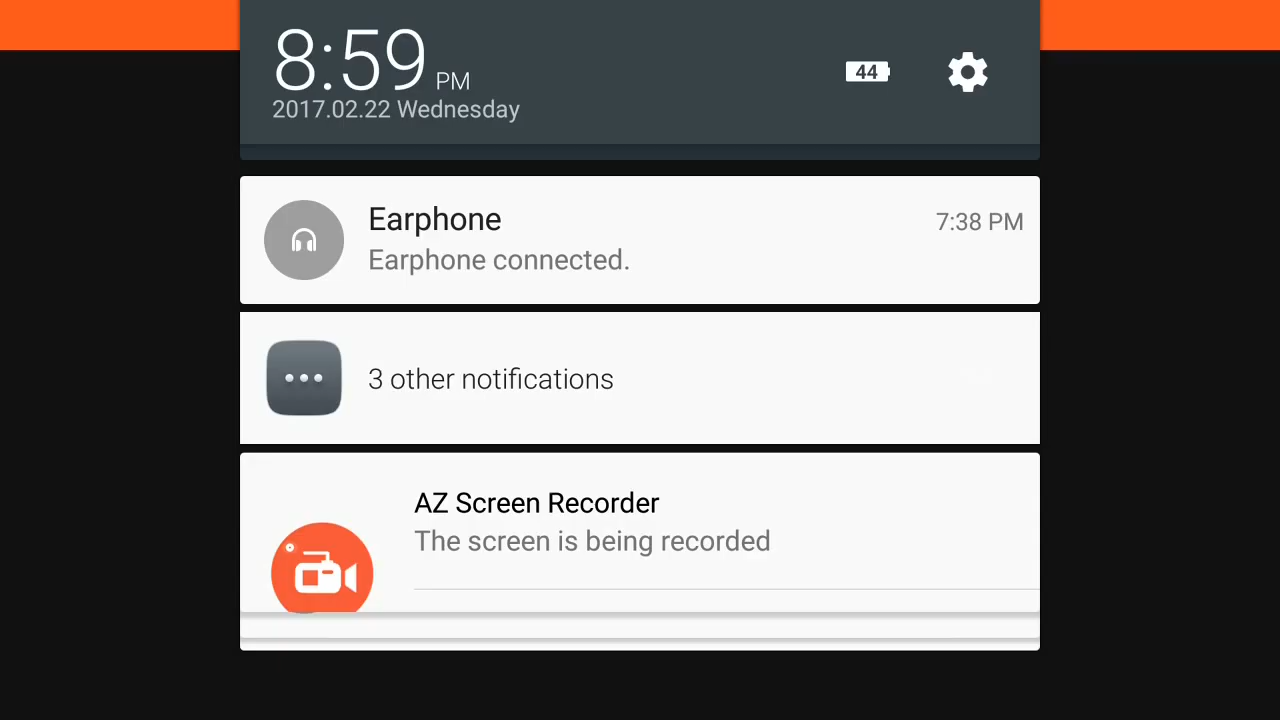 8:59 PM
44
2017.02.22 Wednesday
Earphone
7:38 PM
Earphone connected.
3 other notifications
AZ Screen Recorder
The screen is being recorded